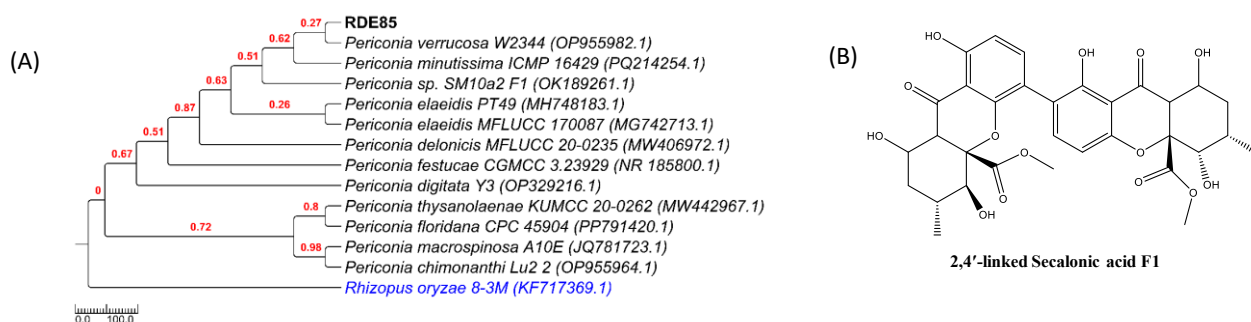 (A)
0.27
RDE85
0.62
Periconia verrucosa W2344 (OP955982.1)
0.51
Periconia minutissima ICMP 16429 (PQ214254.1)
0.63
Periconia sp. SM10a2 F1 (OK189261.1)
0.87
0.26
Periconia elaeidis PT49 (MH748183.1)
Periconia elaeidis MFLUCC 170087 (MG742713.1)
0.51
Periconia delonicis MFLUCC 20-0235 (MW406972.1)
0.67
Periconia festucae CGMCC 3.23929 (NR 185800.1)
0
Periconia digitata Y3 (OP329216.1)
0.8
Periconia thysanolaenae KUMCC 20-0262 (MW442967.1)
0.72
Periconia floridana CPC 45904 (PP791420.1)
0.98
Periconia macrospinosa A10E (JQ781723.1)
Periconia chimonanthi Lu2 2 (OP955964.1)
Rhizopus oryzae 8-3M (KF717369.1)
0.0 100.0
(B)
HO
OH O OH
O
O
HO
O
O
O
O
OH
OH
O
O
2,4′-linked Secalonic acid F1